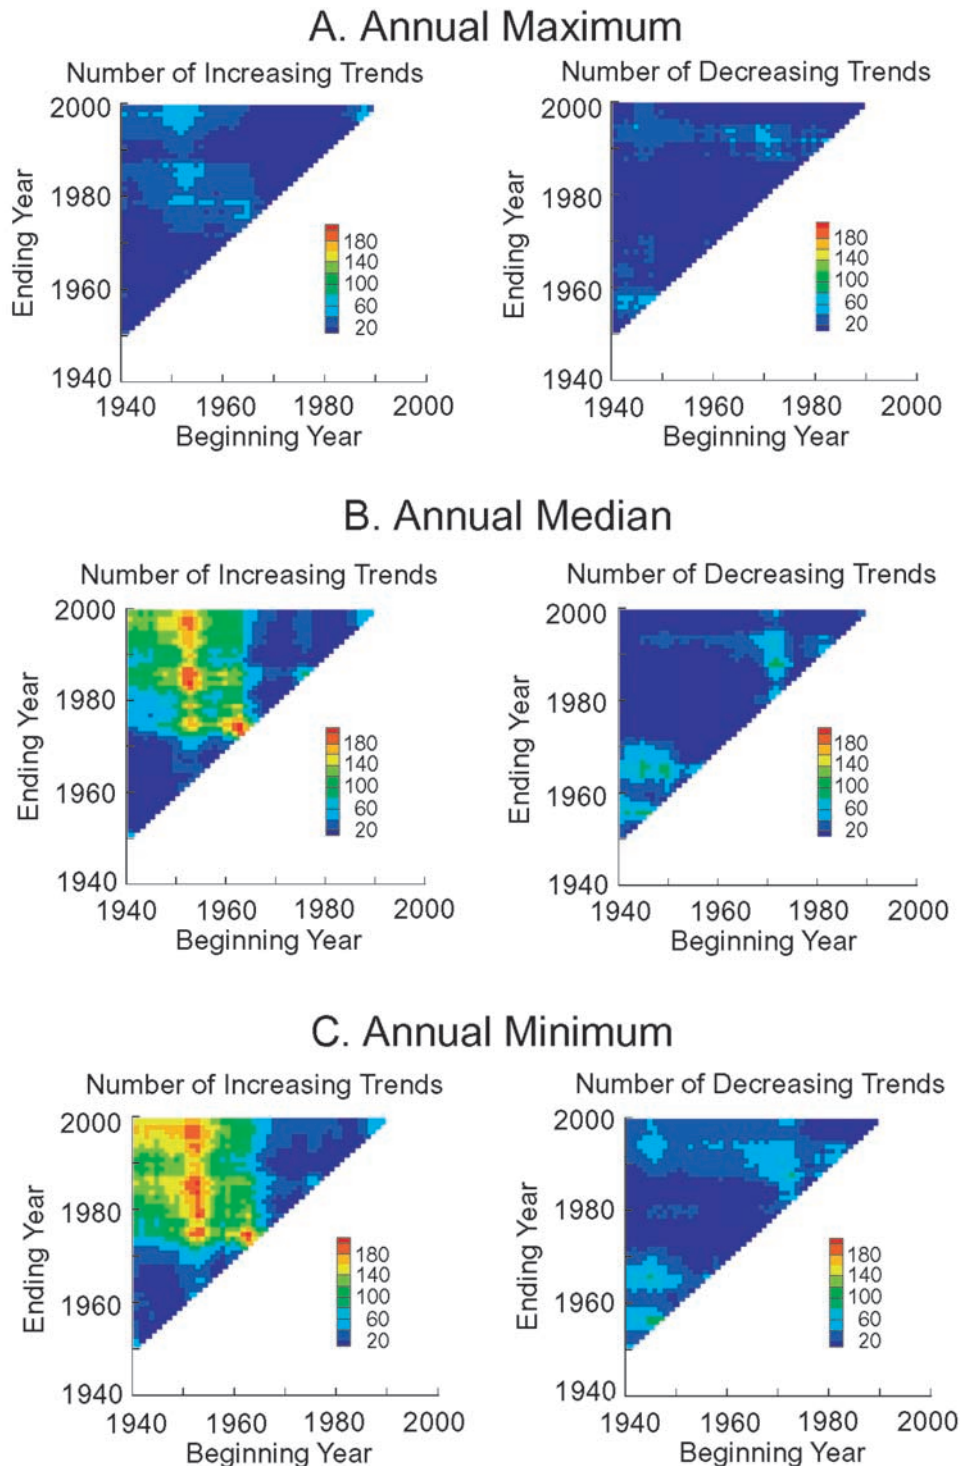 A. Annual Maximum
Number of Increasing Trends
Ending Year
2000
1980
1960
1940
180
140
100
60
20
1940 1960 1980 2000
Beginning Year
Number of Decreasing Trends
Ending Year
2000
1980
1960
1940
180
140
100
60
20
1940 1960 1980 2000
Beginning Year
B. Annual Median
Number of Increasing Trends
Ending Year
2000
1980
1960
1940
180
140
100
60
20
1940 1960 1980 2000
Beginning Year
Number of Decreasing Trends
Ending Year
2000
1980
1960
1940
180
140
100
60
20
1940 1960 1980 2000
Beginning Year
C. Annual Minimum
Number of Increasing Trends
Ending Year
2000
1980
1960
1940
180
140
100
60
20
1940 1960 1980 2000
Beginning Year
Number of Decreasing Trends
Ending Year
2000
1980
1960
1940
180
140
100
60
20
1940 1960 1980 2000
Beginning Year